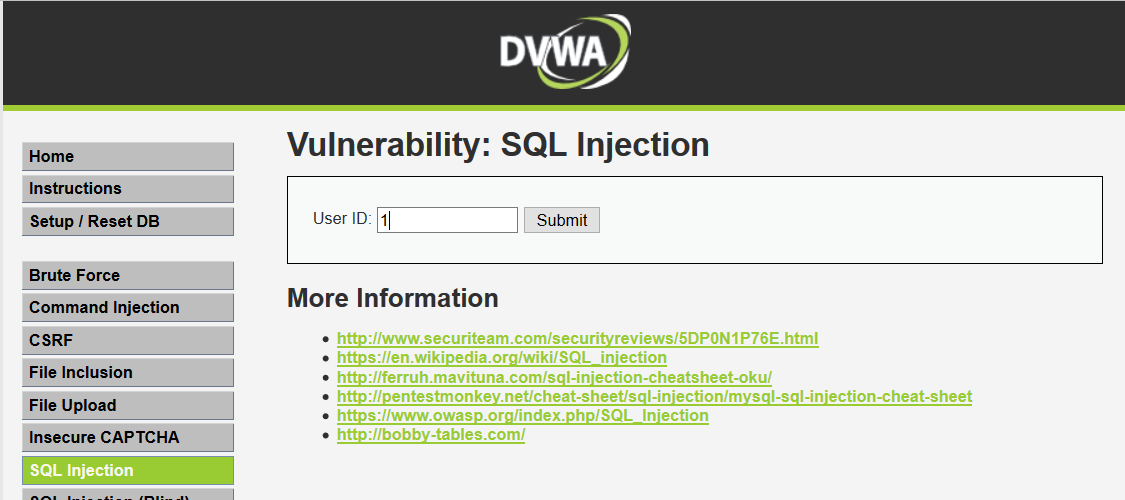 DVWA
Home
Instructions
Setup / Reset DB
Brute Force
Command Injection
CSRF
File Inclusion
File Upload
Insecure CAPTCHA
SQL Injection
SQL Injection (Blind)
Vulnerability: SQL Injection
User ID: 1 Submit
More Information
http://www.securiteam.com/securityreviews/5DP0N1P76E.html
https://en.wikipedia.org/wiki/SQL_injection
http://ferruh.mavituna.com/sql-injection-cheatsheet-oku/
http://pentestmonkey.net/cheat-sheet/sql-injection/mysql-sql-injection-cheat-sheet
https://www.owasp.org/index.php/SQL_Injection
http://bobby-tables.com/